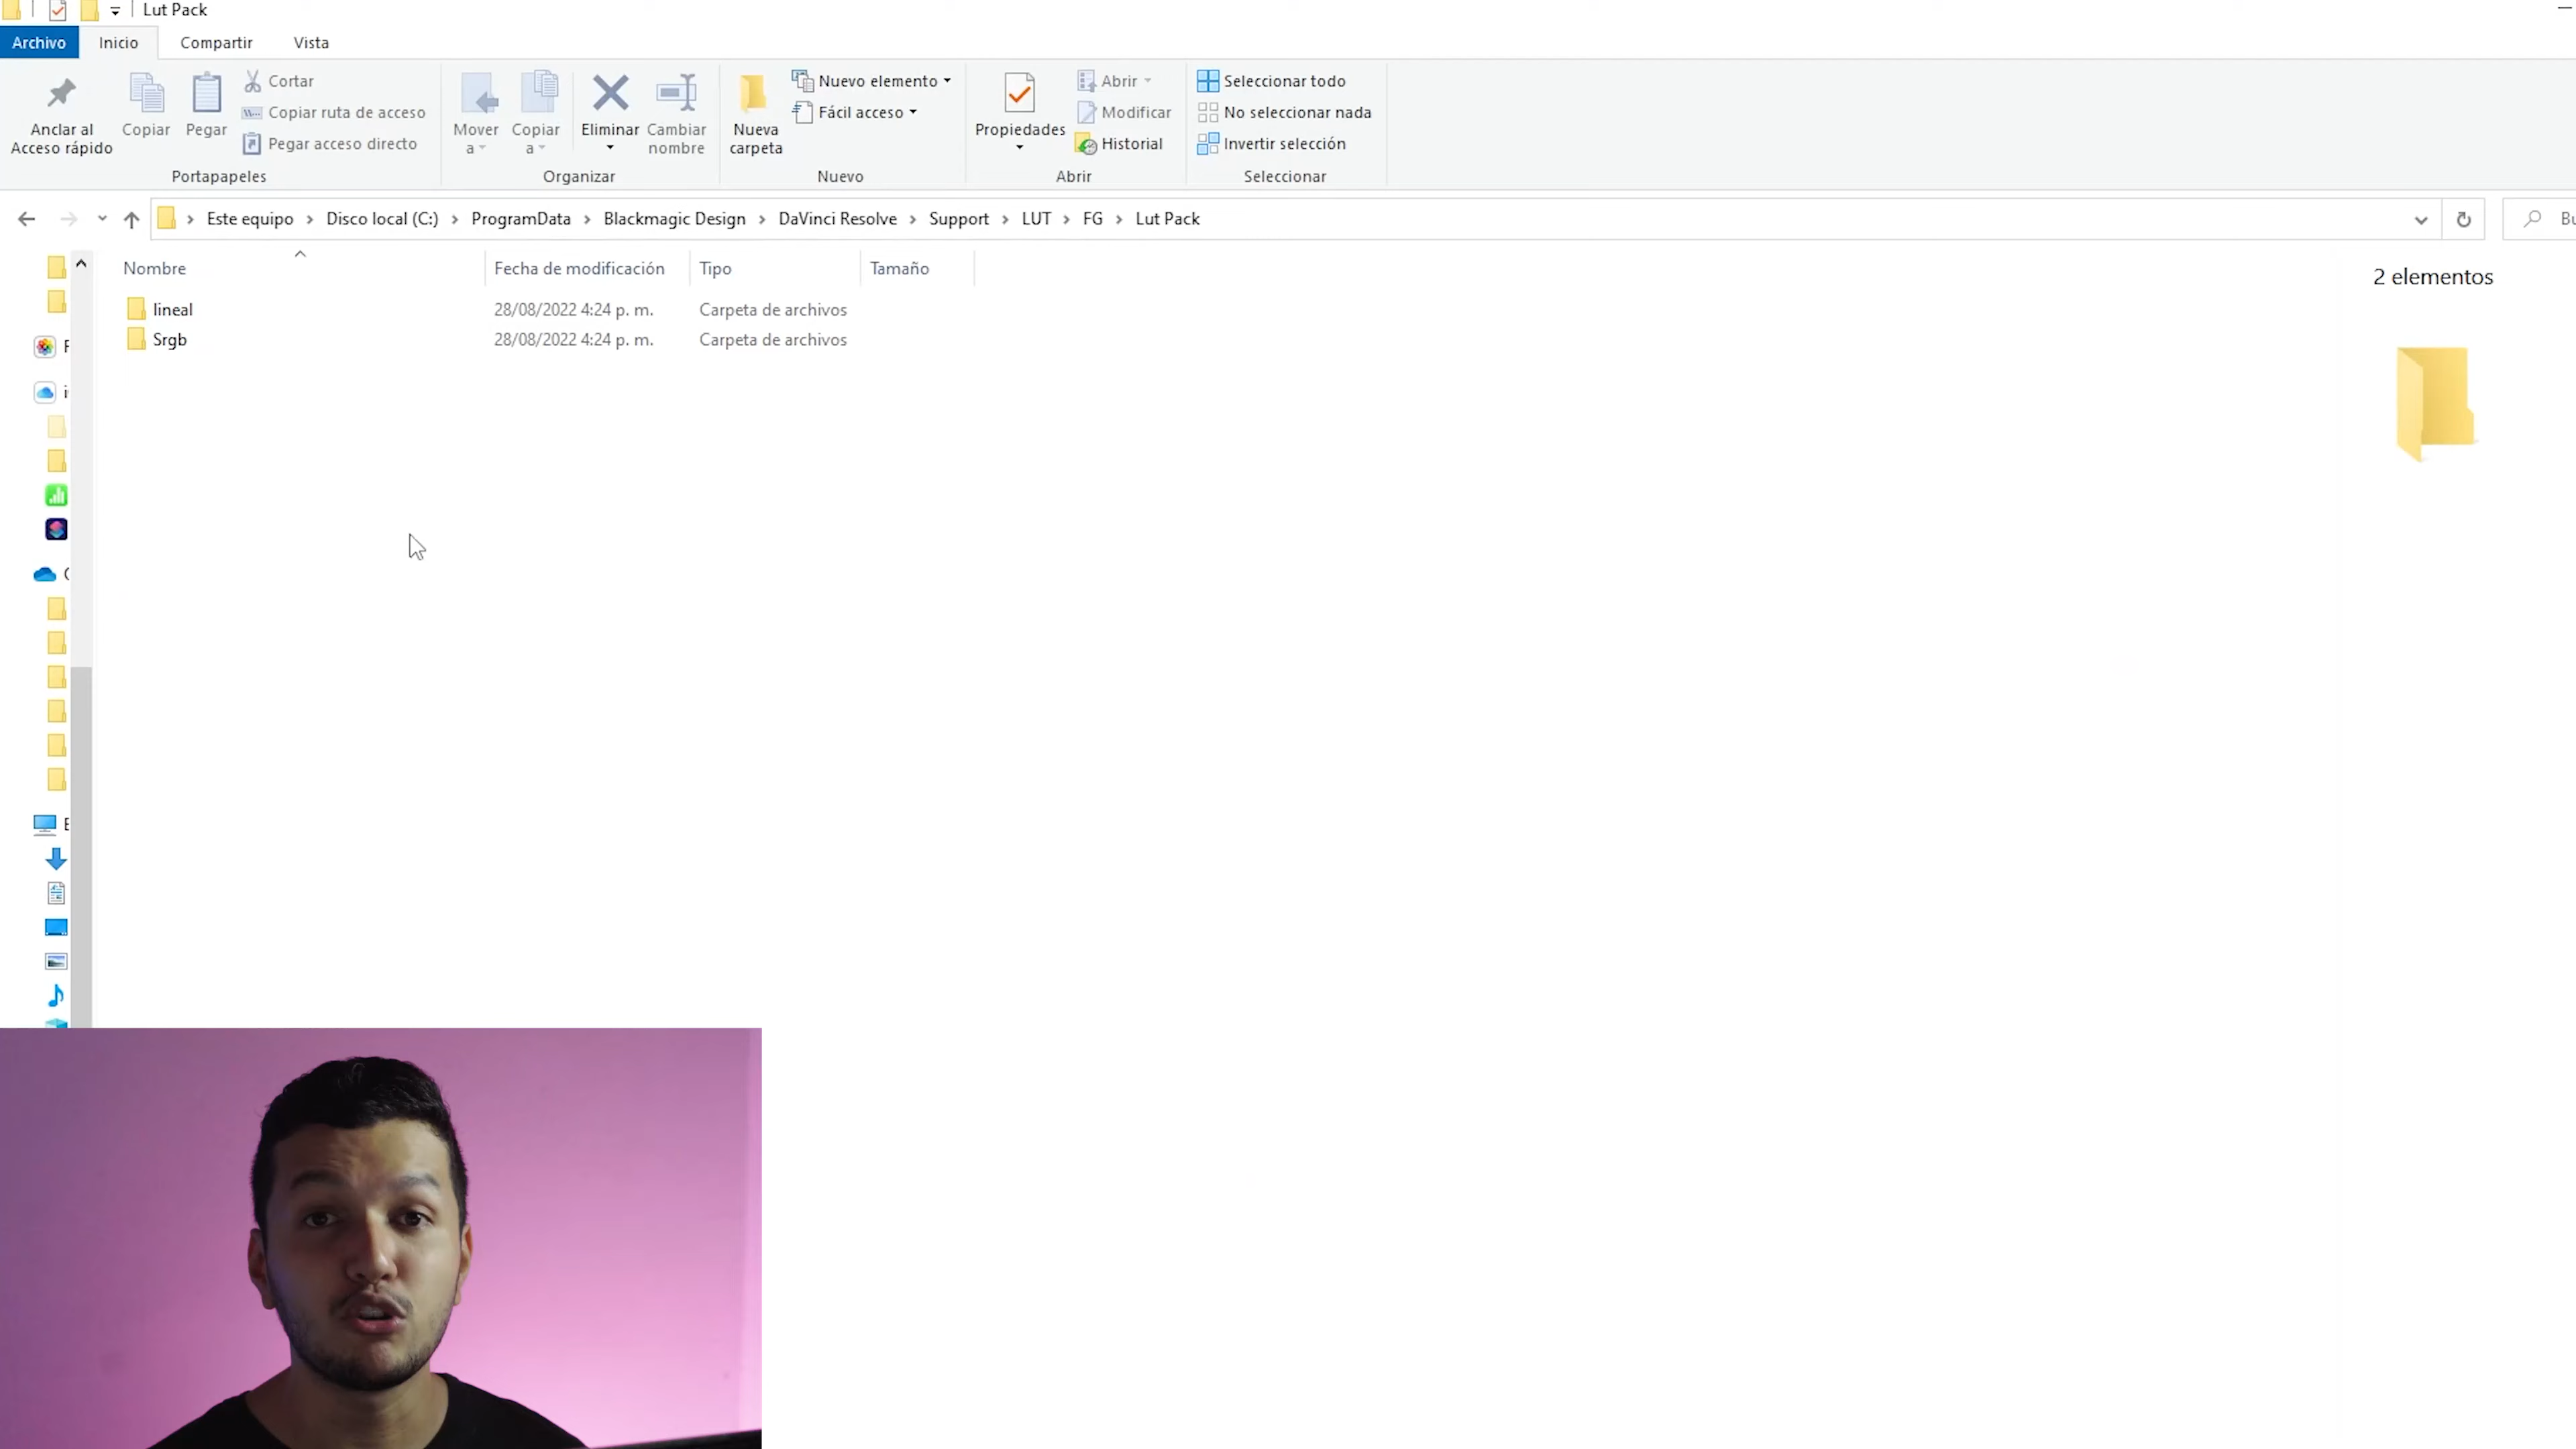 Lut Pack
Archivo Inicio Compartir Vista
Anclar al
Acceso rápido
Copiar
Pegar
Cortar
Copiar ruta de acceso
Pegar acceso directo
Portapapeles
Mover
a
Copiar
a
Eliminar
Cambiar
nombre
Organizar
Nueva
carpeta
Nuevo elemento
Fácil acceso
Nuevo
Propiedades
Abrir
Modificar
Historial
Abrir
Seleccionar todo
No seleccionar nada
Invertir selección
Seleccionar
Este equipo > Disco local (C:) > ProgramData > Blackmagic Design > DaVinci Resolve > Support > LUT > FG > Lut Pack
Nombre Fecha de modificación Tipo Tamaño
lineal 28/08/2022 4:24 p. m. Carpeta de archivos
Srgb 28/08/2022 4:24 p. m. Carpeta de archivos
2 elementos